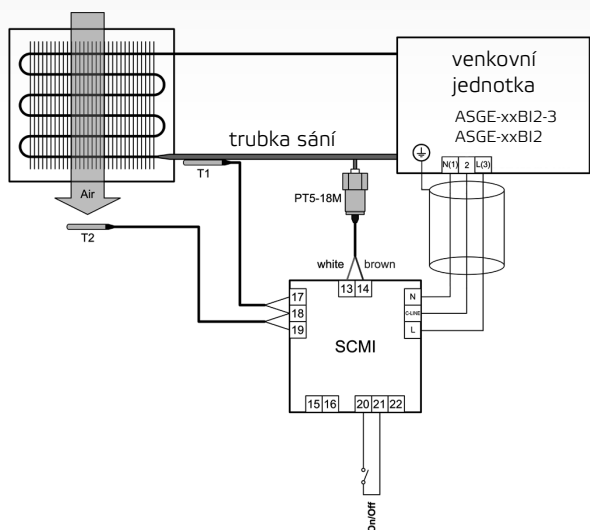 venkovní
jednotka
ASGE-xxBI2-3
ASGE-xxBI2
trubka sání
N(1) 2 L(3)
T1
PT5-18M
Air
T2
white brown
13 14
17
18
19
N
C-LINE
L
SCMI
15 16 20 21 22
On/Off